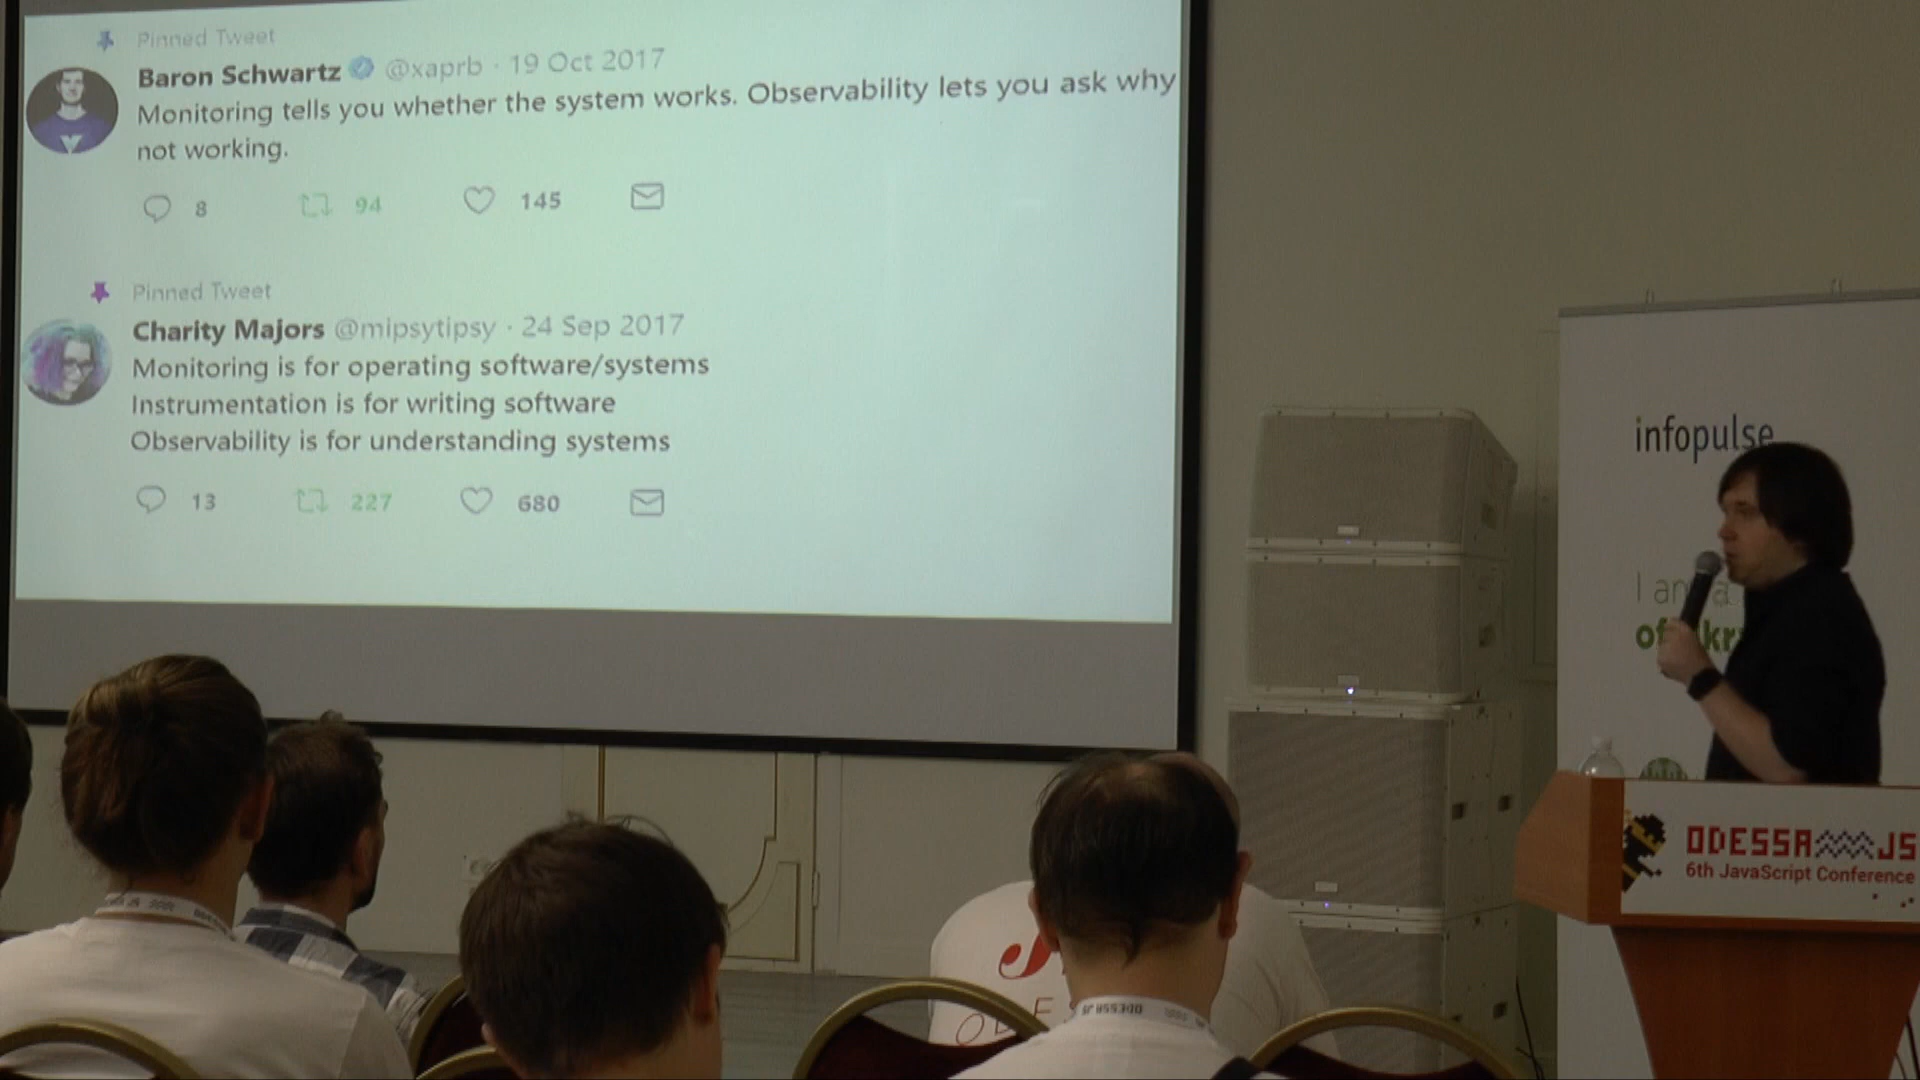 Pinned Tweet
Baron Schwartz @xaprb · 19 Oct 2017
Monitoring tells you whether the system works. Observability lets you ask why
not working.
8 94 145
Pinned Tweet
Charity Majors @mipsytipsy · 24 Sep 2017
Monitoring is for operating software/systems
Instrumentation is for writing software
Observability is for understanding systems
13 227 680
infopulse
I am a
ODESSA JS
6th JavaScript Conference